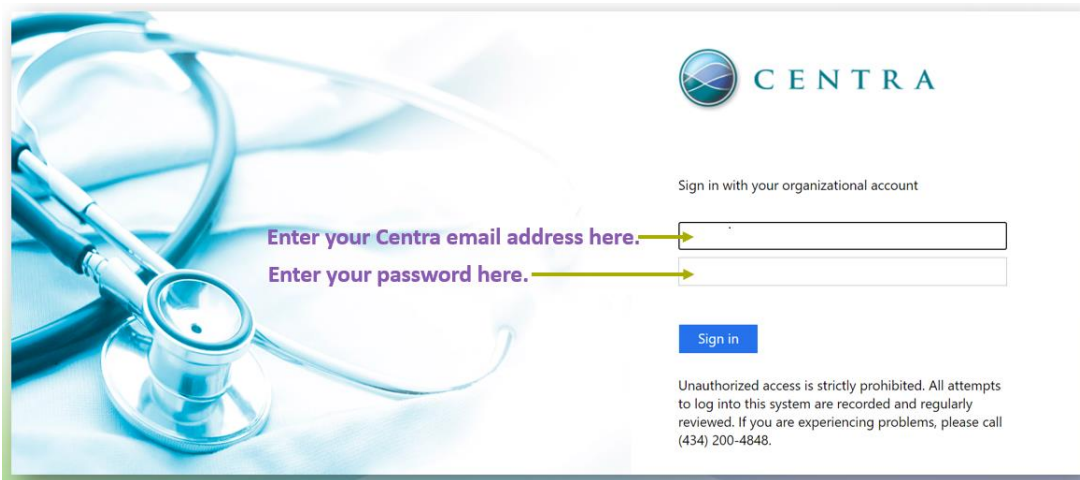 CENTRA
Sign in with your organizational account
Enter your Centra email address here.
Enter your password here.
Sign in
Unauthorized access is strictly prohibited. All attempts
to log into this system are recorded and regularly
reviewed. If you are experiencing problems, please call
(434) 200-4848.